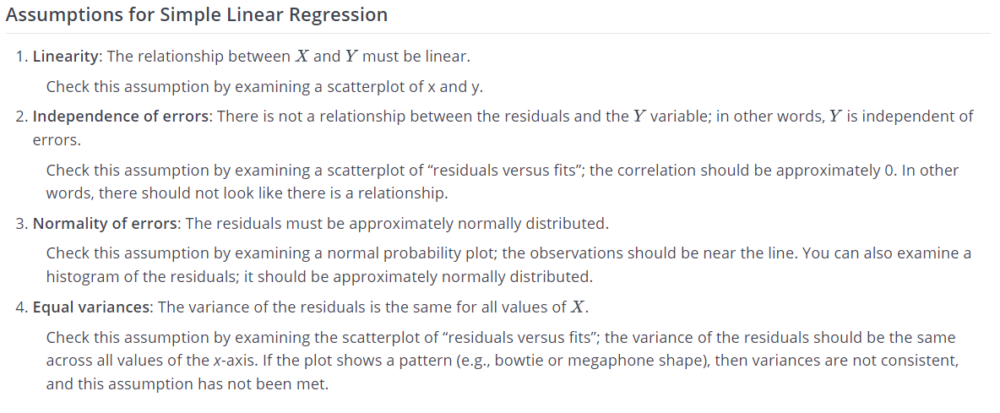 Assumptions for Simple Linear Regression
1. Linearity: The relationship between X and Y must be linear.
Check this assumption by examining a scatterplot of x and y.
2. Independence of errors: There is not a relationship between the residuals and the Y variable; in other words, Y is independent of
errors.
Check this assumption by examining a scatterplot of “residuals versus fits”; the correlation should be approximately 0. In other
words, there should not look like there is a relationship.
3. Normality of errors: The residuals must be approximately normally distributed.
Check this assumption by examining a normal probability plot; the observations should be near the line. You can also examine a
histogram of the residuals; it should be approximately normally distributed.
4. Equal variances: The variance of the residuals is the same for all values of X.
Check this assumption by examining the scatterplot of “residuals versus fits”; the variance of the residuals should be the same
across all values of the x-axis. If the plot shows a pattern (e.g., bowtie or megaphone shape), then variances are not consistent,
and this assumption has not been met.